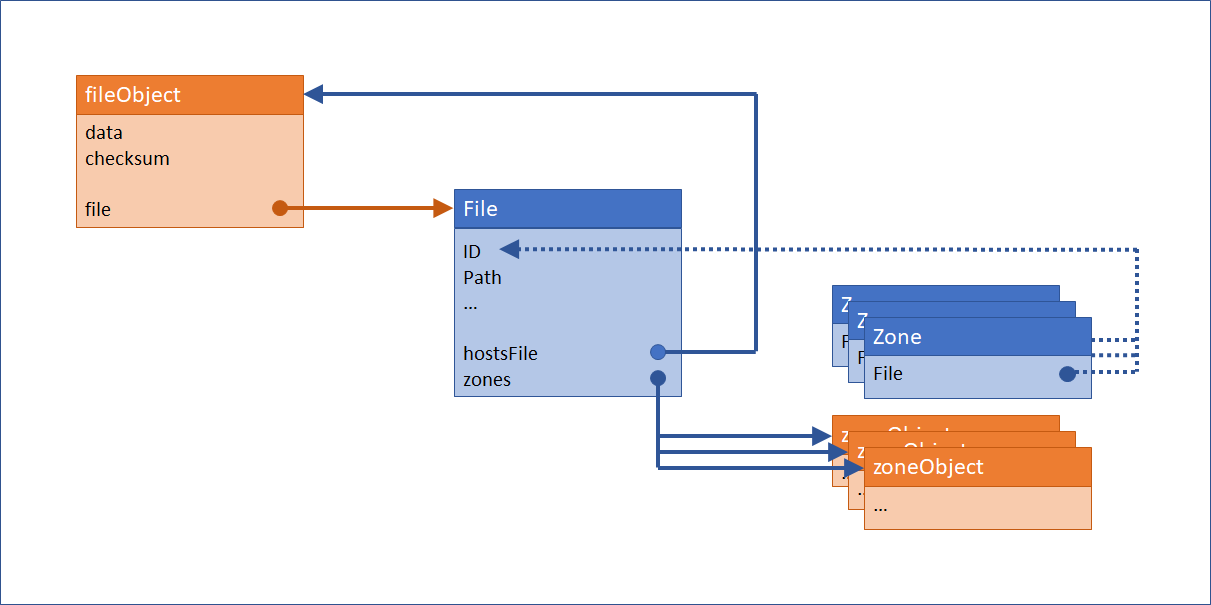 fileObject
data
checksum
file
File
ID
Path
...
hostsFile
zones
Z
F
Z
F
Zone
File
zoneObject
...